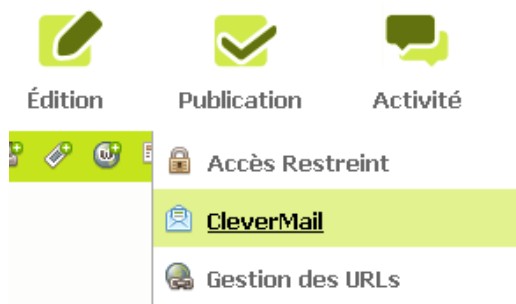 Édition Publication Activité
Accès Restreint
CleverMail
Gestion des URLs